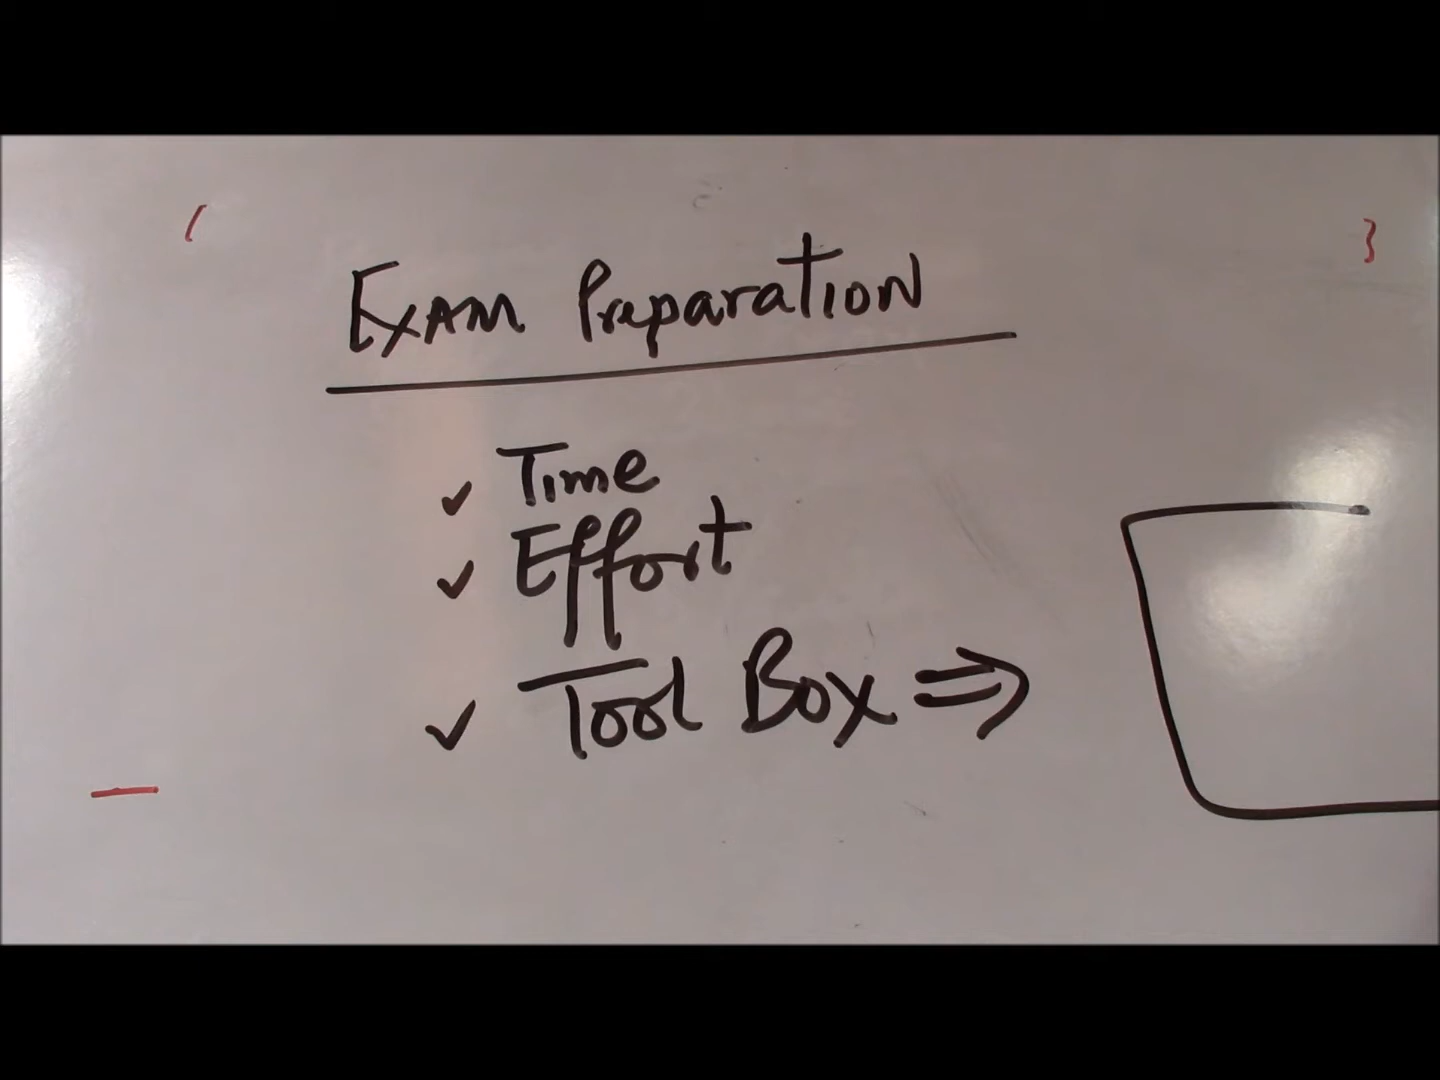 Exam Preparation
✓ Time
✓ Effort
✓ Tool Box ⇒